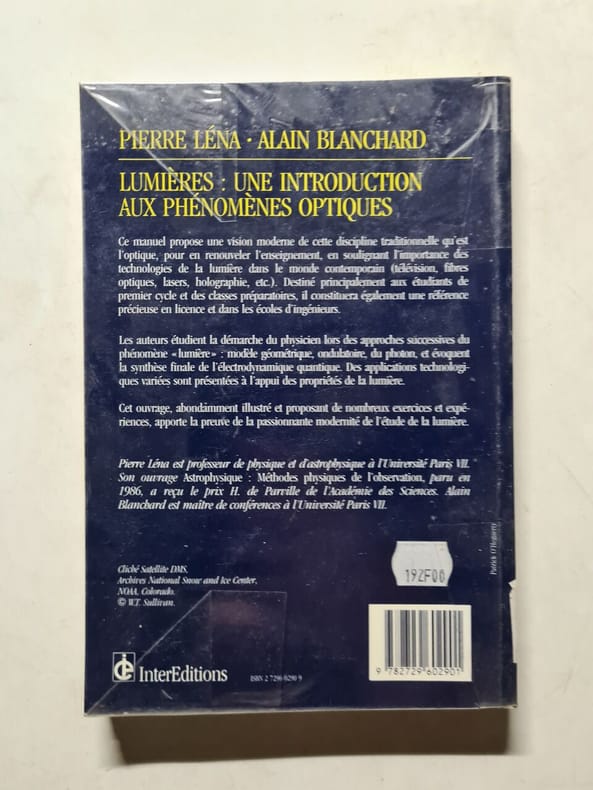 PIERRE LÉNA • ALAIN BLANCHARD
LUMIÈRES : UNE INTRODUCTION
AUX PHÉNOMÈNES OPTIQUES
Ce manuel propose une vision moderne de cette discipline traditionnelle qu'est
l'optique, pour en renouveler l'enseignement, en soulignant l'importance des
technologies de la lumière dans le monde contemporain (télévision, fibres
optiques, lasers, holographie, etc.). Destiné principalement aux étudiants de
premier cycle et des classes préparatoires, il constituera également une référence
précieuse en licence et dans les écoles d'ingénieurs.
Les auteurs étudient la démarche du physicien lors des approches successives du
phénomène « lumière » : modèle géométrique, ondulatoire, du photon, et évoquent
la synthèse finale de l'électrodynamique quantique. Des applications technologi-
ques variées sont présentées à l'appui des propriétés de la lumière.
Cet ouvrage, abondamment illustré et proposant de nombreux exercices et expé-
riences, apporte la preuve de la passionnante modernité de l'étude de la lumière.
Pierre Léna est professeur de physique et d'astrophysique à l'Université Paris VII.
Son ouvrage Astrophysique : Méthodes physiques de l'observation, paru en
1986, a reçu le prix H. de Parville de l'Académie des Sciences. Alain
Blanchard est maître de conférences à l'Université Paris VII.
Cliché Satellite DMS,
Archives National Snow and Ice Center,
NOAA, Colorado.
© W.T. Sullivan.
192F00
InterEditions
ISBN 2 7296 0290 9
9 782729 602901